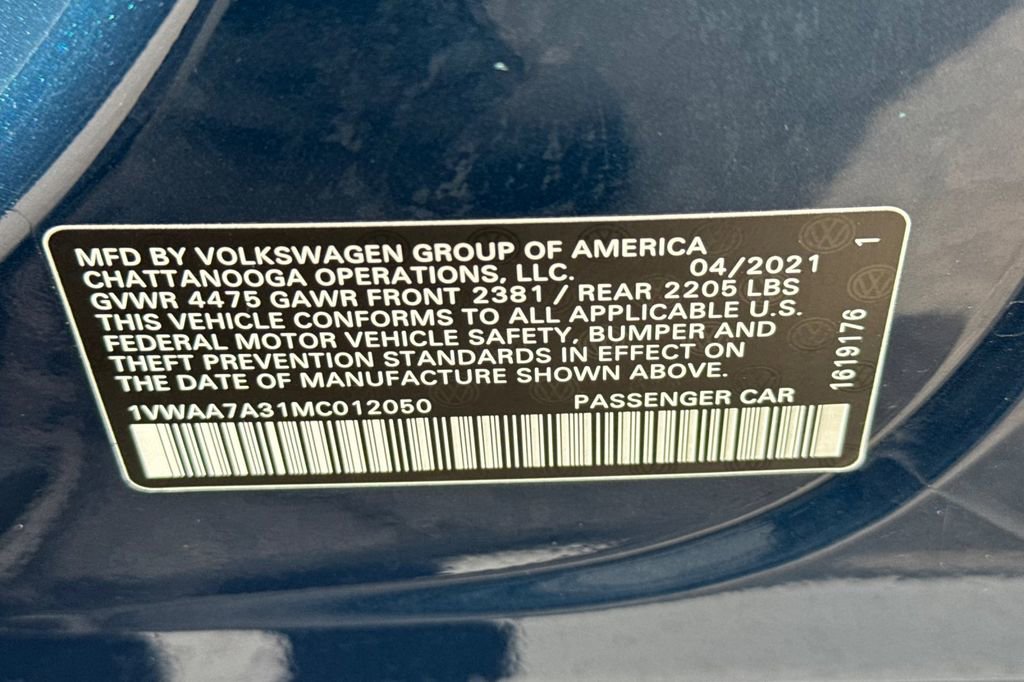 MFD BY VOLKSWAGEN GROUP OF AMERICA
CHATTANOOGA OPERATIONS, LLC. 04/2021
GVWR 4475 GAWR FRONT 2381 / REAR 2205 LBS
THIS VEHICLE CONFORMS TO ALL APPLICABLE U.S.
FEDERAL MOTOR VEHICLE SAFETY, BUMPER AND
THEFT PREVENTION STANDARDS IN EFFECT ON
THE DATE OF MANUFACTURE SHOWN ABOVE.
1VWAA7A31MC012050 PASSENGER CAR
1619176 1